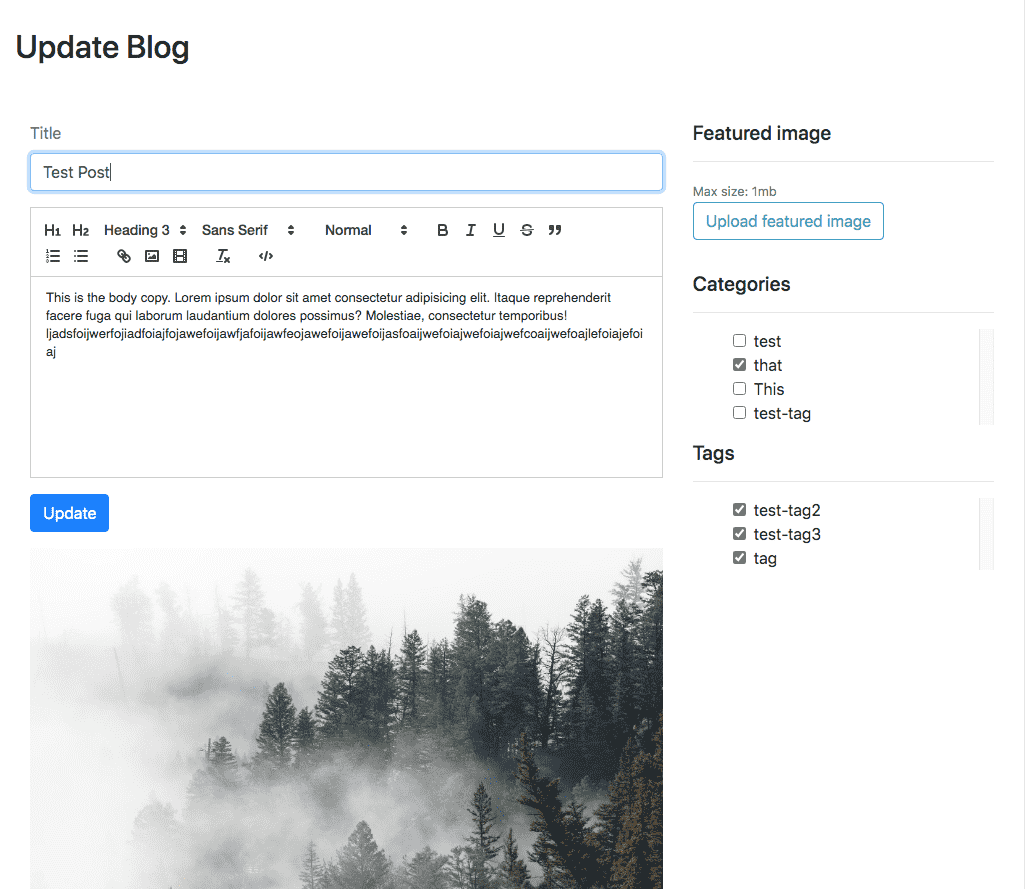 Update Blog
Title
Test Post
H1 H2 Heading 3 Sans Serif Normal B I U S ”
This is the body copy. Lorem ipsum dolor sit amet consectetur adipisicing elit. Itaque reprehenderit
facere fuga qui laborum laudantium dolores possimus? Molestiae, consectetur temporibus!
ljadsfoijwerfojiadfoiajfojawefoijawfjafoijawfeojawefoijawefoijasfoaijwefoiajwefoiajwefcoaijwefoajlefoiajefoi
aj
Update
Featured image
Max size: 1mb
Upload featured image
Categories
test
that
This
test-tag
Tags
test-tag2
test-tag3
tag